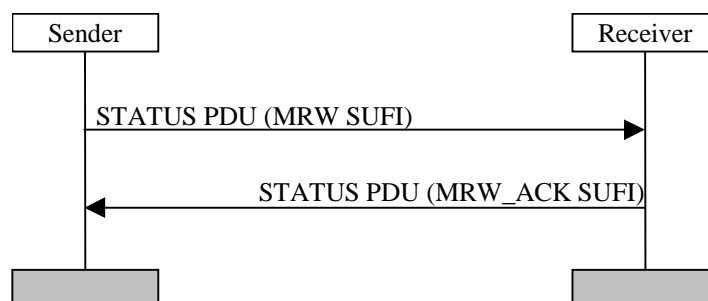 Sender
Receiver
STATUS PDU (MRW SUFI)
STATUS PDU (MRW_ACK SUFI)